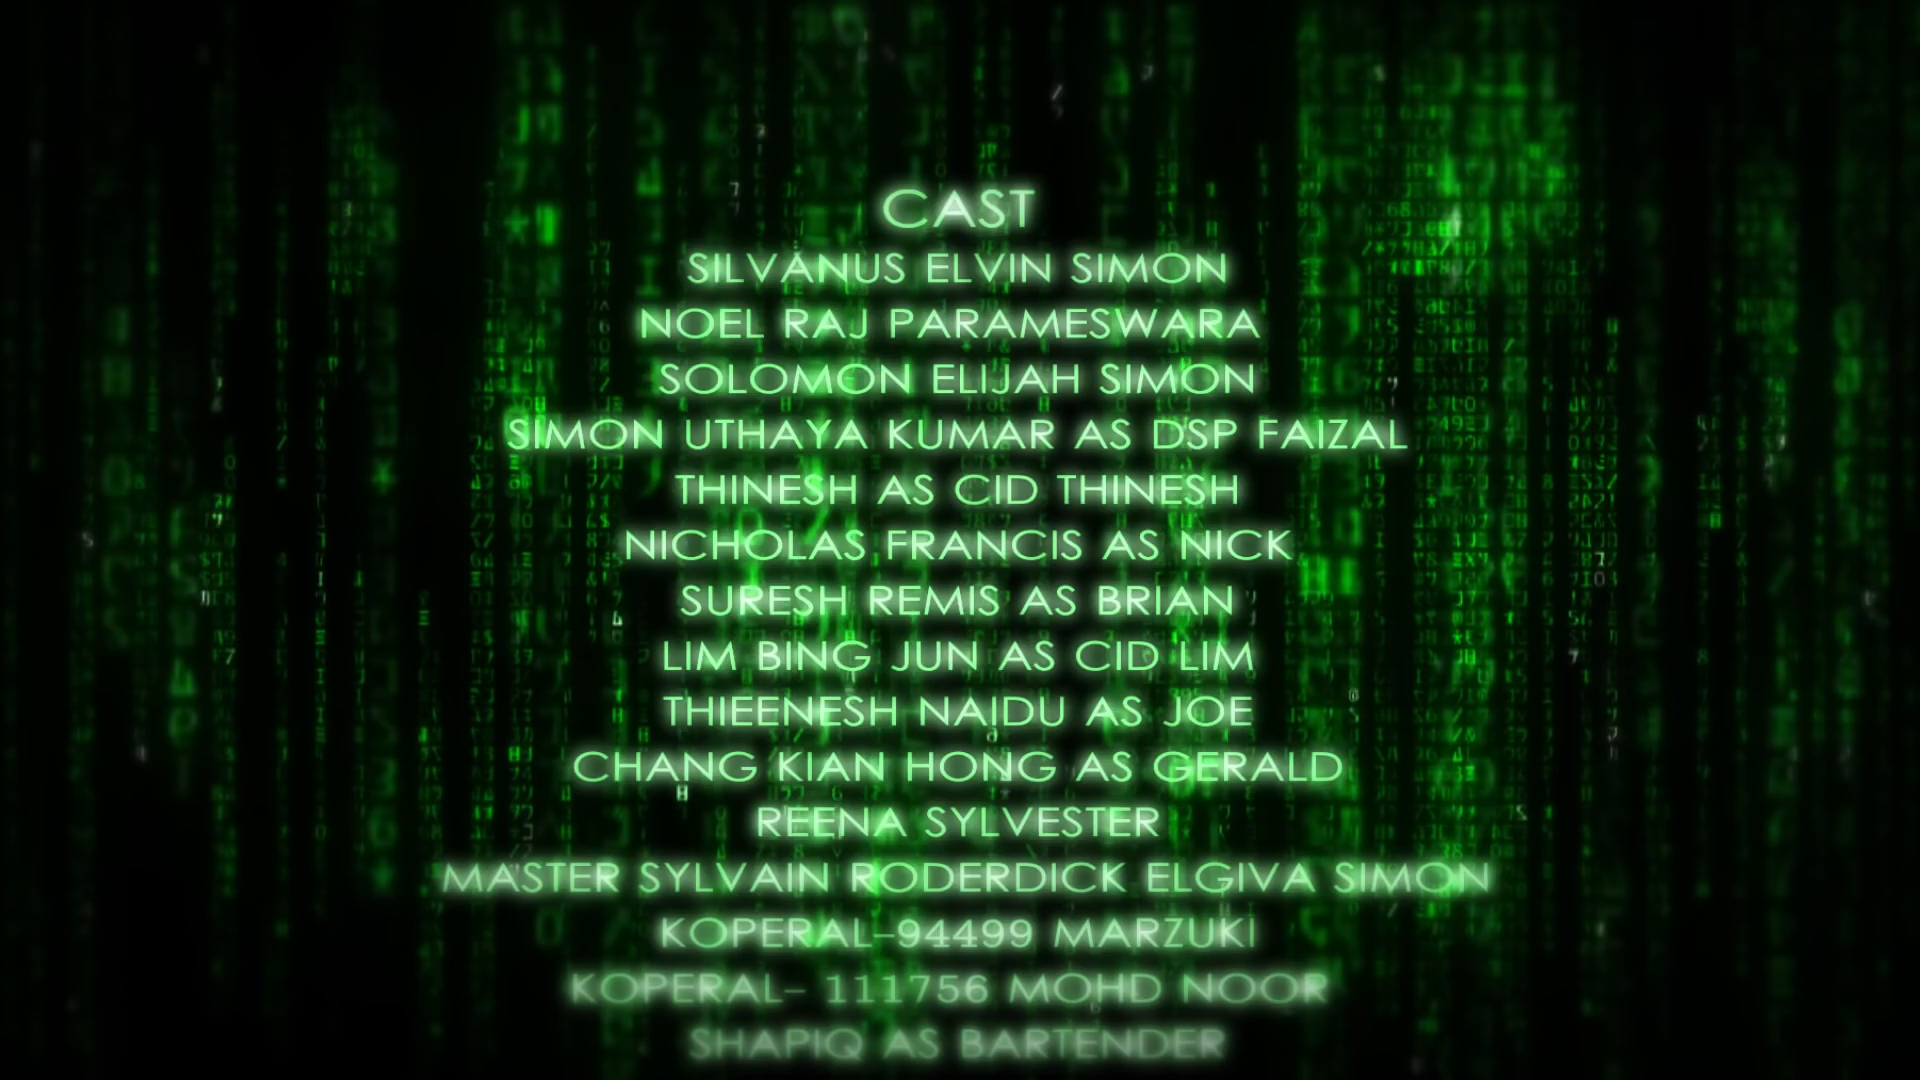 CAST
SILVANUS ELVIN SIMON
NOEL RAJ PARAMESWARA
SOLOMON ELIJAH SIMON
SIMON UTHAYA KUMAR AS DSP FAIZAL
THINESH AS CID THINESH
NICHOLAS FRANCIS AS NICK
SURESH REMIS AS BRIAN
LIM BING JUN AS CID LIM
THIEENESH NAIDU AS JOE
CHANG KIAN HONG AS GERALD
REENA SYLVESTER
MASTER SYLVAIN RODERDICK ELGIVA SIMON
KOPERAL-94499 MARZUKI
KOPERAL- 111756 MOHD NOOR
SHAPIQ AS BARTENDER